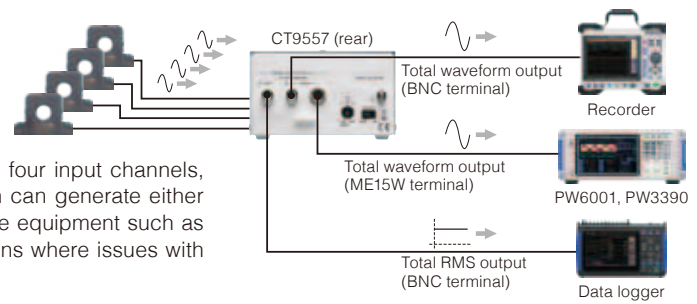 CT9557 (rear)
Total waveform output
(BNC terminal)
Recorder
four input channels,
can generate either
e equipment such as
ns where issues with
Total waveform output
(ME15W terminal)
PW6001, PW3390
Total RMS output
(BNC terminal)
Data logger